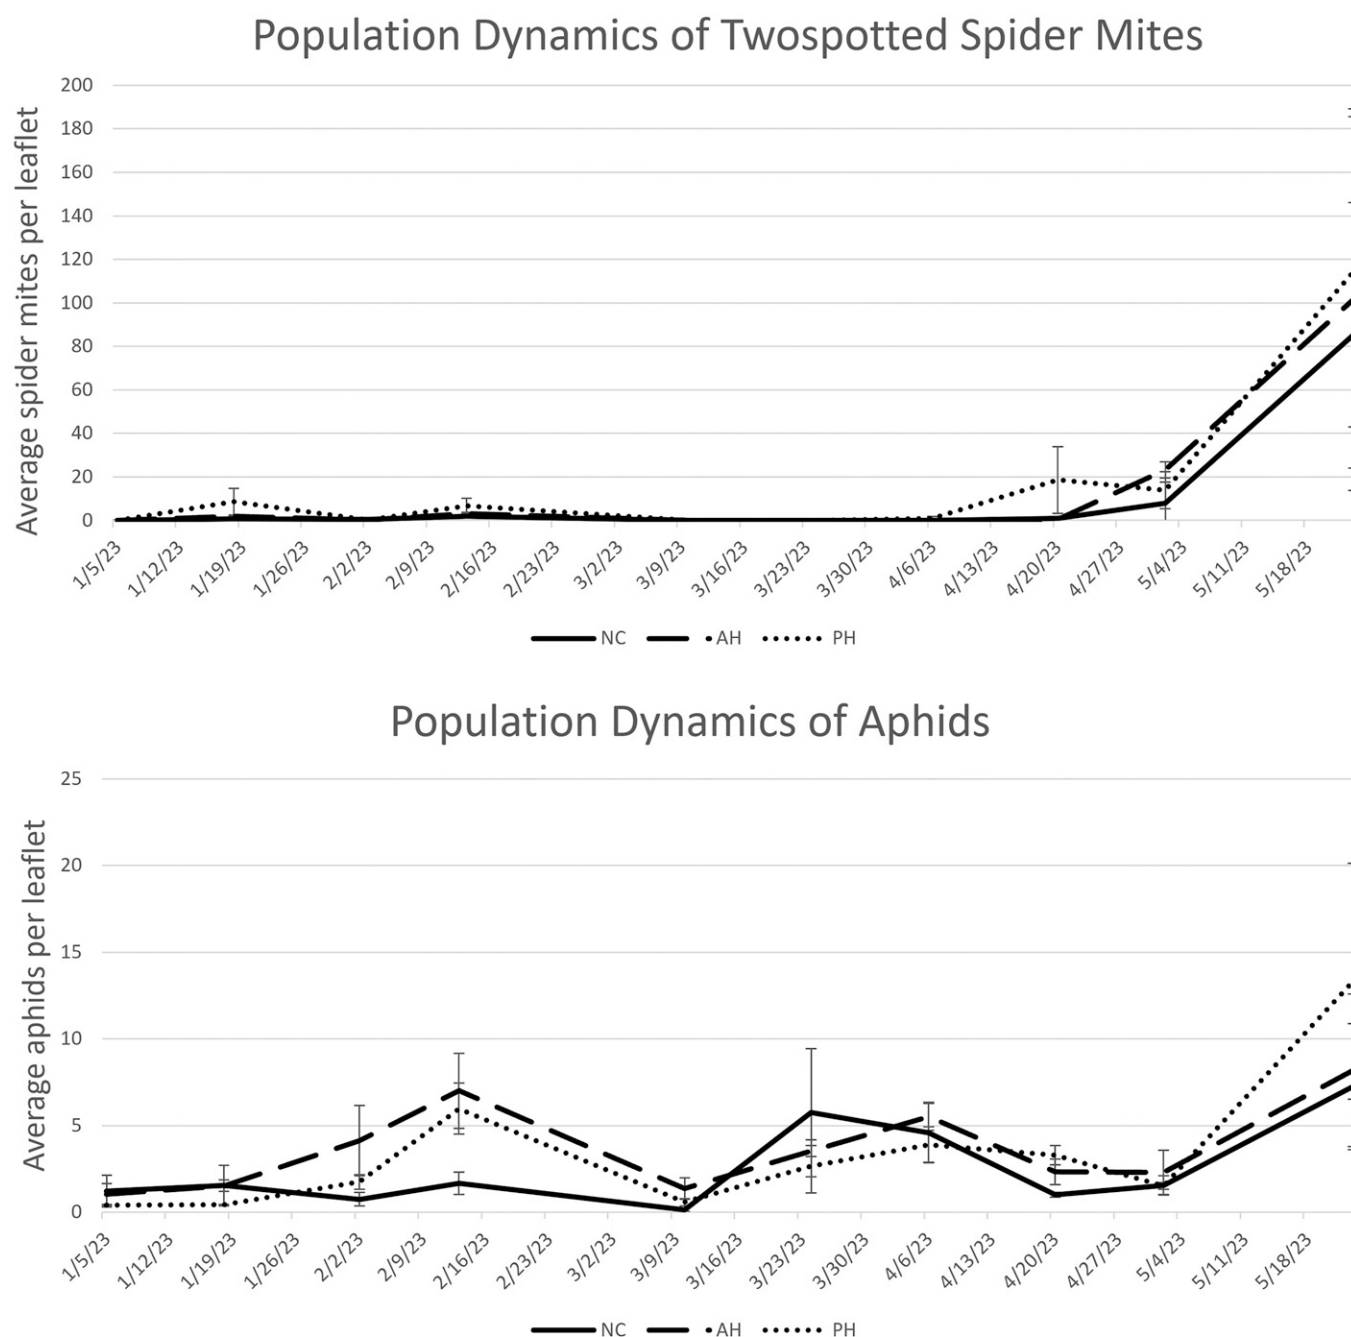 Population Dynamics of Twospotted Spider Mites
Average spider mites per leaflet
200
180
160
140
120
100
80
60
40
20
0
1/5/23 1/12/23 1/19/23 1/26/23 2/2/23 2/9/23 2/16/23 2/23/23 3/2/23 3/9/23 3/16/23 3/23/23 3/30/23 4/6/23 4/13/23 4/20/23 4/27/23 5/4/23 5/11/23 5/18/23
NC AH PH
Population Dynamics of Aphids
Average aphids per leaflet
25
20
15
10
5
0
1/5/23 1/12/23 1/19/23 1/26/23 2/2/23 2/9/23 2/16/23 2/23/23 3/2/23 3/9/23 3/16/23 3/23/23 3/30/23 4/6/23 4/13/23 4/20/23 4/27/23 5/4/23 5/11/23 5/18/23
NC AH PH